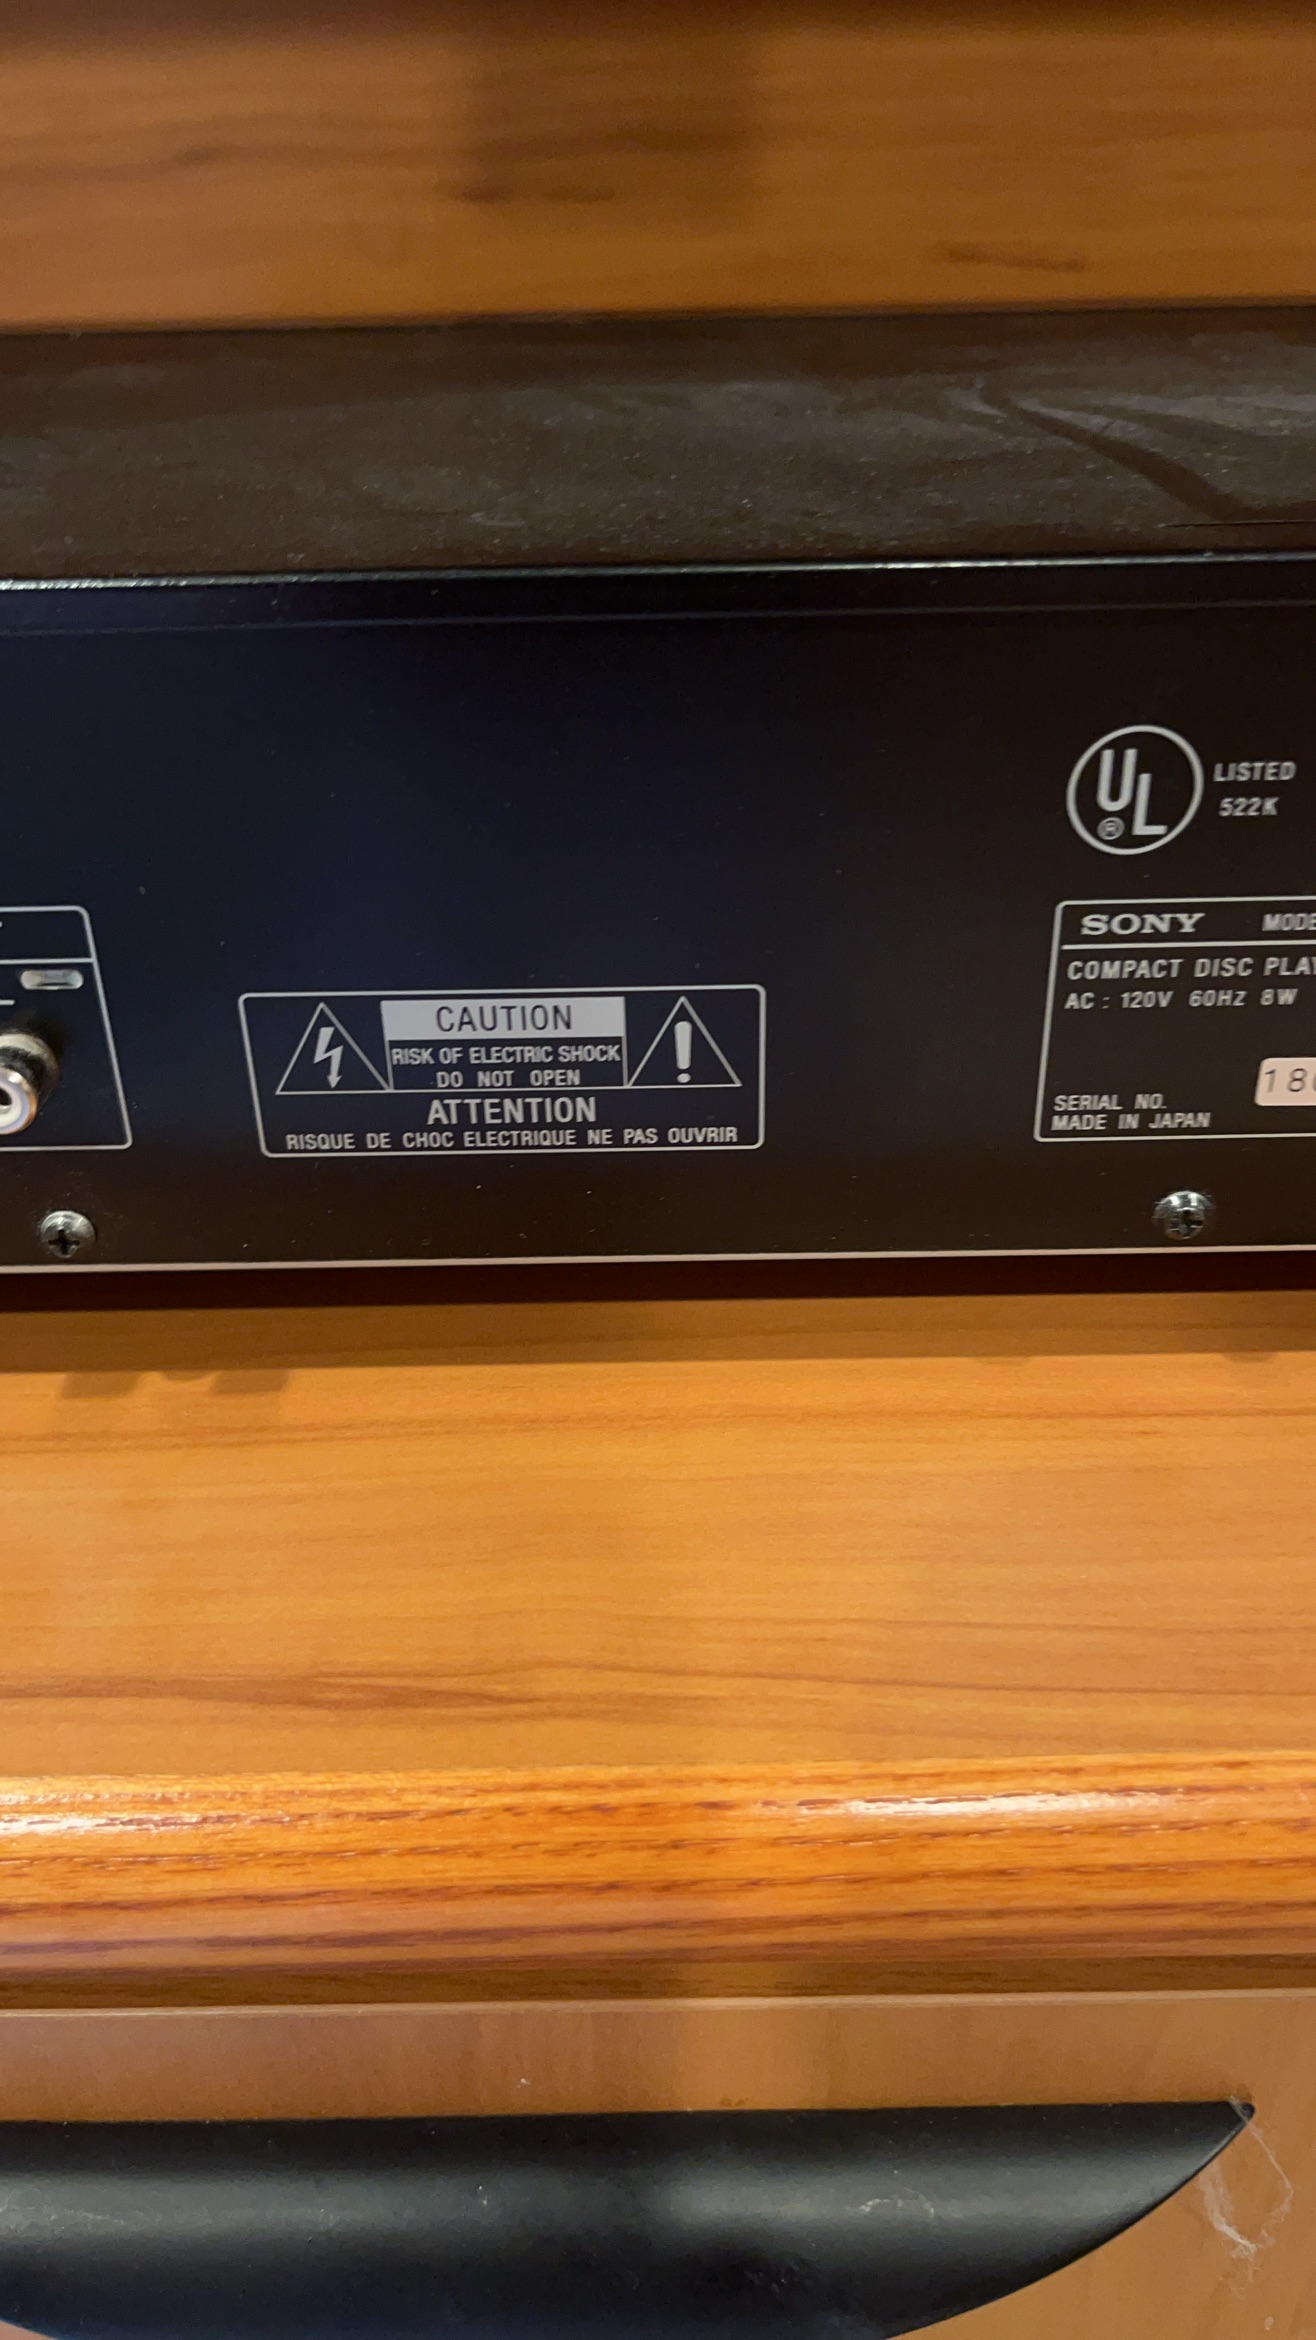 UL
®
LISTED
522K
SONY
COMPACT DISC
AC : 120V 60HZ 8W
SERIAL NO.
MADE IN JAPAN
CAUTION
RISK OF ELECTRIC SHOCK
DO NOT OPEN
ATTENTION
RISQUE DE CHOC ELECTRIQUE NE PAS OUVRIR